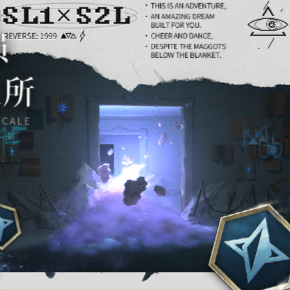 SL1×S2L
REVERSE: 1999
· THIS IS AN ADVENTURE,
· AN AMAZING DREAM
BUILT FOR YOU.
· CHEER AND DANCE,
· DESPITE THE MAGGOTS
BELOW THE BLANKET.
所
CALE